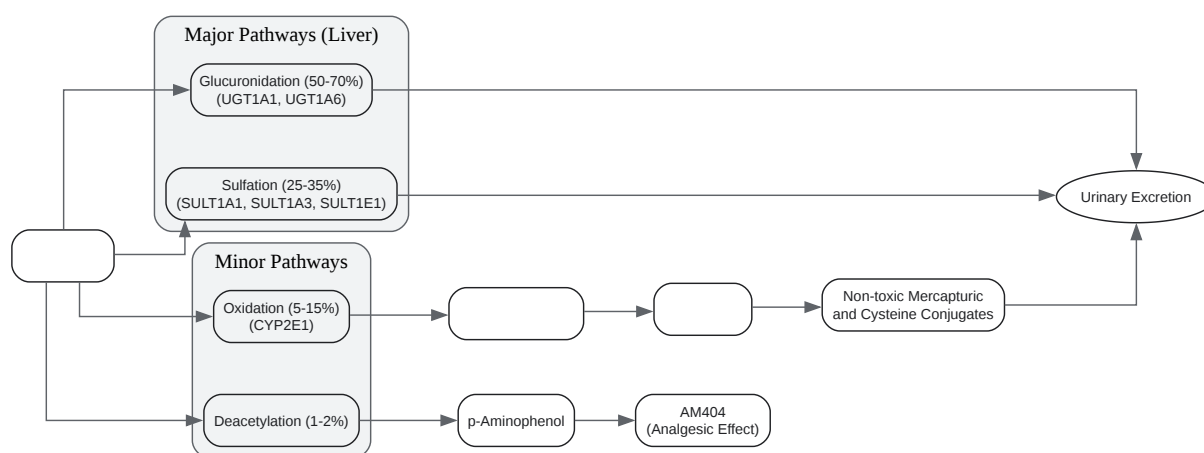 Major Pathways (Liver)
Glucuronidation (50-70%)
(UGT1A1, UGT1A6)
Sulfation (25-35%)
(SULT1A1, SULT1A3, SULT1E1)
Urinary Excretion
Minor Pathways
Oxidation (5-15%)
(CYP2E1)
Non-toxic Mercapturic
and Cysteine Conjugates
Deacetylation (1-2%)
p-Aminophenol
AM404
(Analgesic Effect)